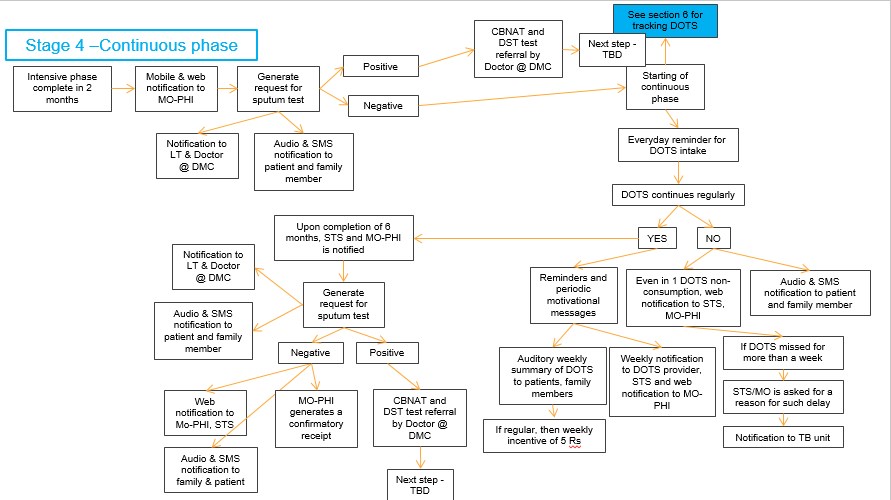 See section 6 for
tracking DOTS
Stage 4 –Continuous phase
CBNAT and
DST test
referral by
Doctor @ DMC
Next step -
TBD
Intensive phase
complete in 2
months
Mobile & web
notification to
MO-PHI
Generate
request for
sputum test
Positive
Negative
Starting of
continuous
phase
Notification to
LT & Doctor
@ DMC
Audio & SMS
notification to
patient and family
member
Everyday reminder for
DOTS intake
DOTS continues regularly
YES
NO
Upon completion of 6
months, STS and MO-PHI
is notified
Notification to
LT & Doctor
@ DMC
Generate
request for
sputum test
Audio & SMS
notification to
patient and family
member
Reminders and
periodic
motivational
messages
Even in 1 DOTS non-
consumption, web
notification to STS,
MO-PHI
Audio & SMS
notification to patient
and family member
Negative
Positive
Auditory weekly
summary of DOTS
to patients, family
members
Weekly notification
to DOTS provider,
STS and web
notification to MO-
PHI
If DOTS missed for
more than a week
STS/MO is asked for a
reason for such delay
Notification to TB unit
Web
notification to
Mo-PHI, STS
MO-PHI
generates a
confirmatory
receipt
CBNAT and
DST test referral
by Doctor @
DMC
If regular, then weekly
incentive of 5 Rs
Audio & SMS
notification to
family & patient
Next step -
TBD